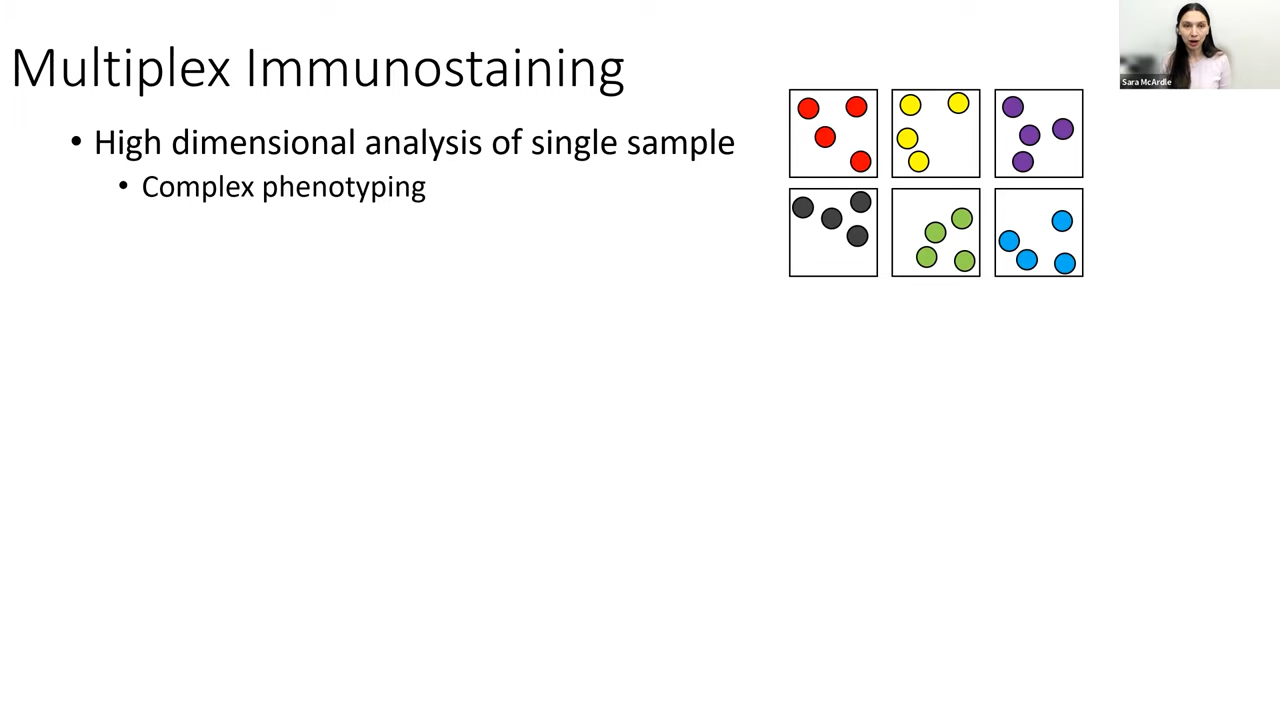 Multiplex Immunostaining
• High dimensional analysis of single sample
• Complex phenotyping
Sara McArdle